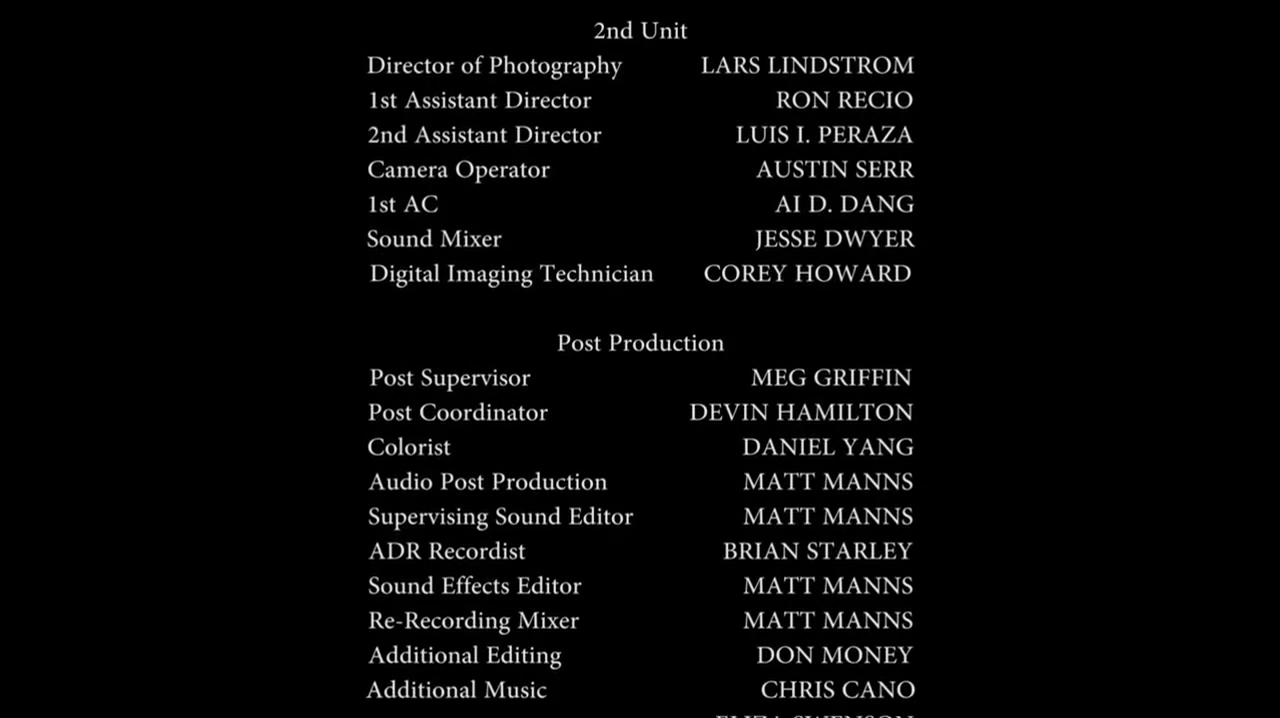 2nd Unit
Director of Photography LARS LINDSTROM
1st Assistant Director RON RECIO
2nd Assistant Director LUIS I. PERAZA
Camera Operator AUSTIN SERR
1st AC AI D. DANG
Sound Mixer JESSE DWYER
Digital Imaging Technician COREY HOWARD
Post Production
Post Supervisor MEG GRIFFIN
Post Coordinator DEVIN HAMILTON
Colorist DANIEL YANG
Audio Post Production MATT MANNS
Supervising Sound Editor MATT MANNS
ADR Recordist BRIAN STARLEY
Sound Effects Editor MATT MANNS
Re-Recording Mixer MATT MANNS
Additional Editing DON MONEY
Additional Music CHRIS CANO